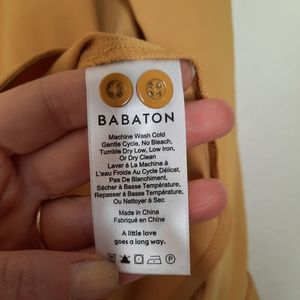 BABATON
Machine Wash Cold
Gentle Cycle, No Bleach,
Tumble Dry Low, Low Iron,
Or Dry Clean
Laver À La Machine À
L'eau Froide Au Cycle Délicat,
Pas De Blanchiment,
Sécher À Basse Température,
Repasser À Basse Température,
Ou Nettoyer À Sec
Made in China
Fabriqué en Chine
A little love
goes a long way.